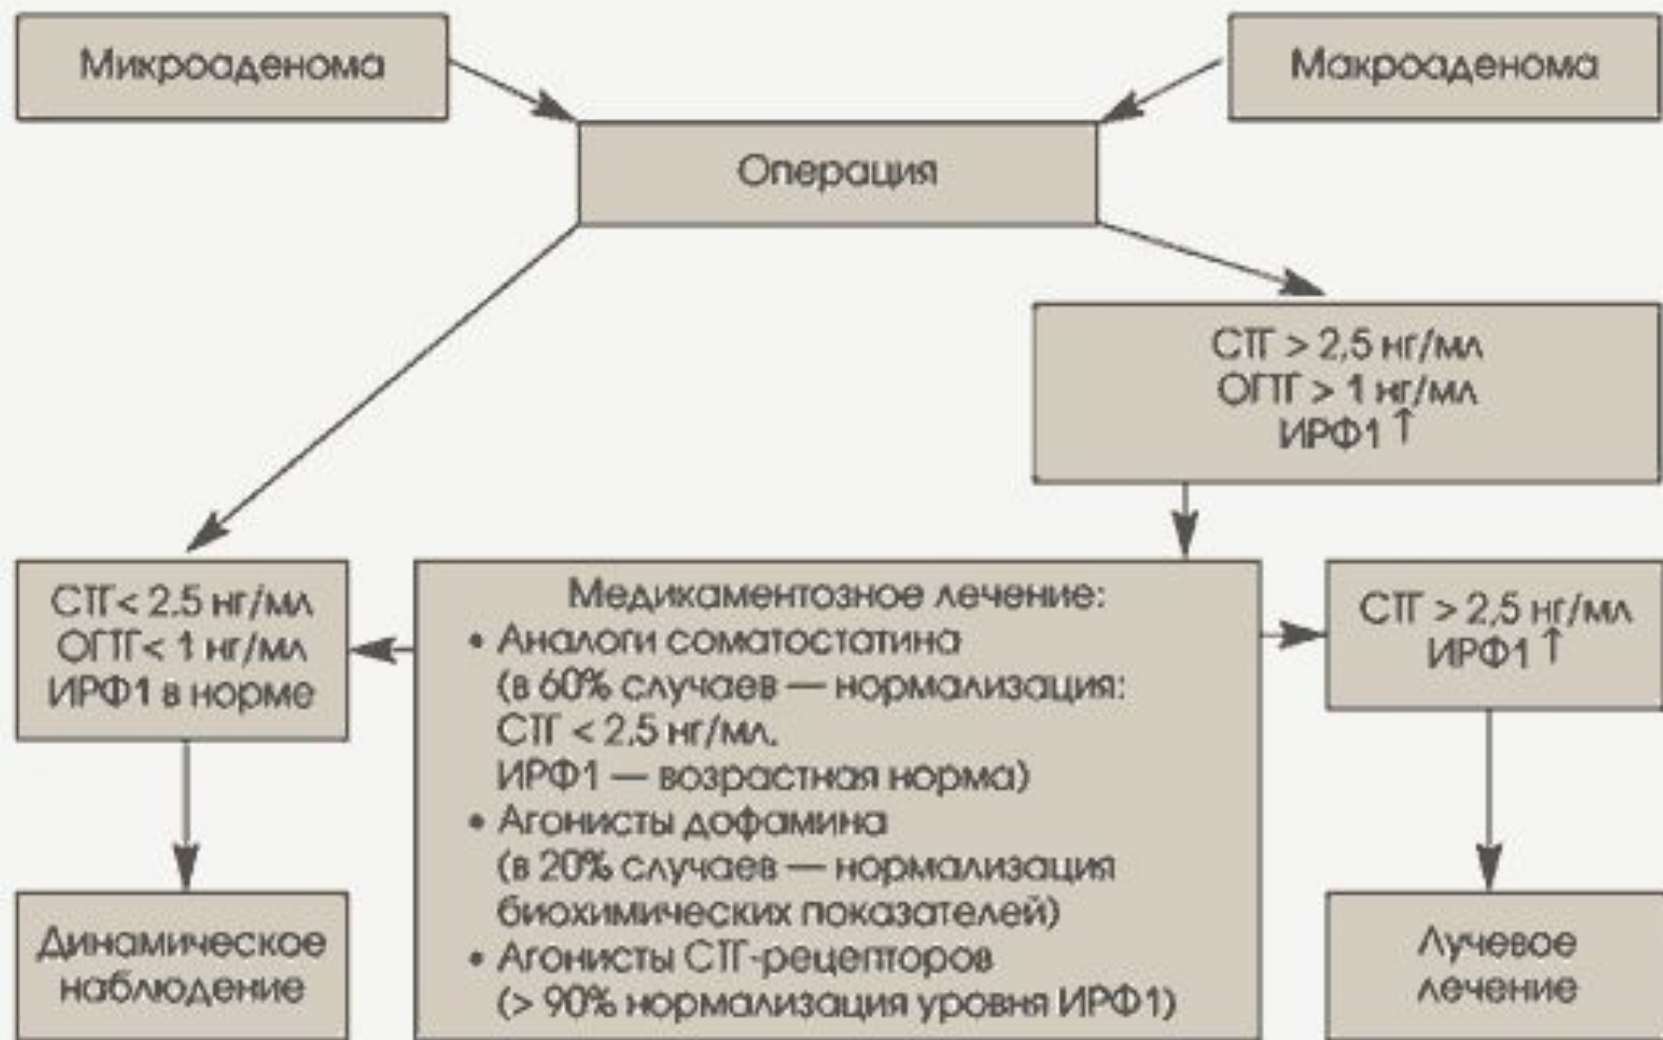 Микроаденома
Макроаденома
Операция
СТГ > 2,5 нг/мл
ОГТГ > 1 нг/мл
ИРФ1 ↑
СТГ < 2.5 нг/мл
ОГТГ < 1 нг/мл
ИРФ1 в норме
Медикаментозное лечение:
• Аналоги соматостатина
(в 60% случаев — нормализация:
СТГ < 2,5 нг/мл.
ИРФ1 — возрастная норма)
• Агонисты дофамина
(в 20% случаев — нормализация
биохимических показателей)
• Агонисты СТГ-рецепторов
(> 90% нормализация уровня ИРФ1)
СТГ > 2,5 нг/мл
ИРФ1 ↑
Динамическое
наблюдение
Лучевое
лечение